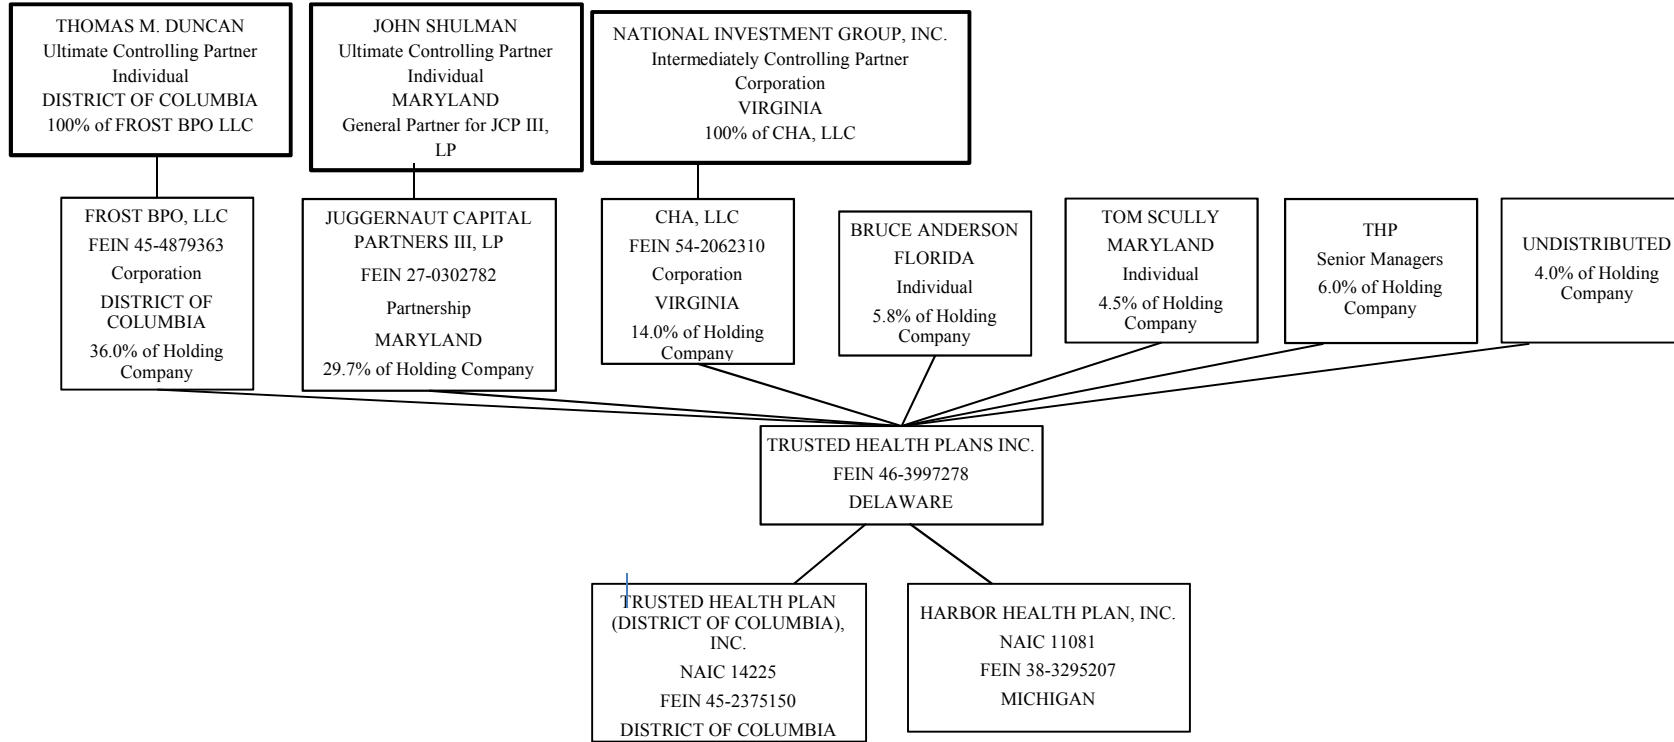 THOMAS M. DUNCAN
Ultimate Controlling Partner
Individual
DISTRICT OF COLUMBIA
100% of FROST BPO LLC
JOHN SHULMAN
Ultimate Controlling Partner
Individual
MARYLAND
General Partner for JCP III,
LP
NATIONAL INVESTMENT GROUP, INC.
Intermediately Controlling Partner
Corporation
VIRGINIA
100% of CHA, LLC
FROST BPO, LLC
FEIN 45-4879363
Corporation
DISTRICT OF
COLUMBIA
36.0% of Holding
Company
JUGGERNAUT CAPITAL
PARTNERS III, LP
FEIN 27-0302782
Partnership
MARYLAND
29.7% of Holding Company
CHA, LLC
FEIN 54-2062310
Corporation
VIRGINIA
14.0% of Holding
Company
BRUCE ANDERSON
FLORIDA
Individual
5.8% of Holding
Company
TOM SCULLY
MARYLAND
Individual
4.5% of Holding
Company
THP
Senior Managers
6.0% of Holding
Company
UNDISTRIBUTED
4.0% of Holding
Company
TRUSTED HEALTH PLANS INC.
FEIN 46-3997278
DELAWARE
TRUSTED HEALTH PLAN
(DISTRICT OF COLUMBIA),
INC.
NAIC 14225
FEIN 45-2375150
DISTRICT OF COLUMBIA
HARBOR HEALTH PLAN, INC.
NAIC 11081
FEIN 38-3295207
MICHIGAN